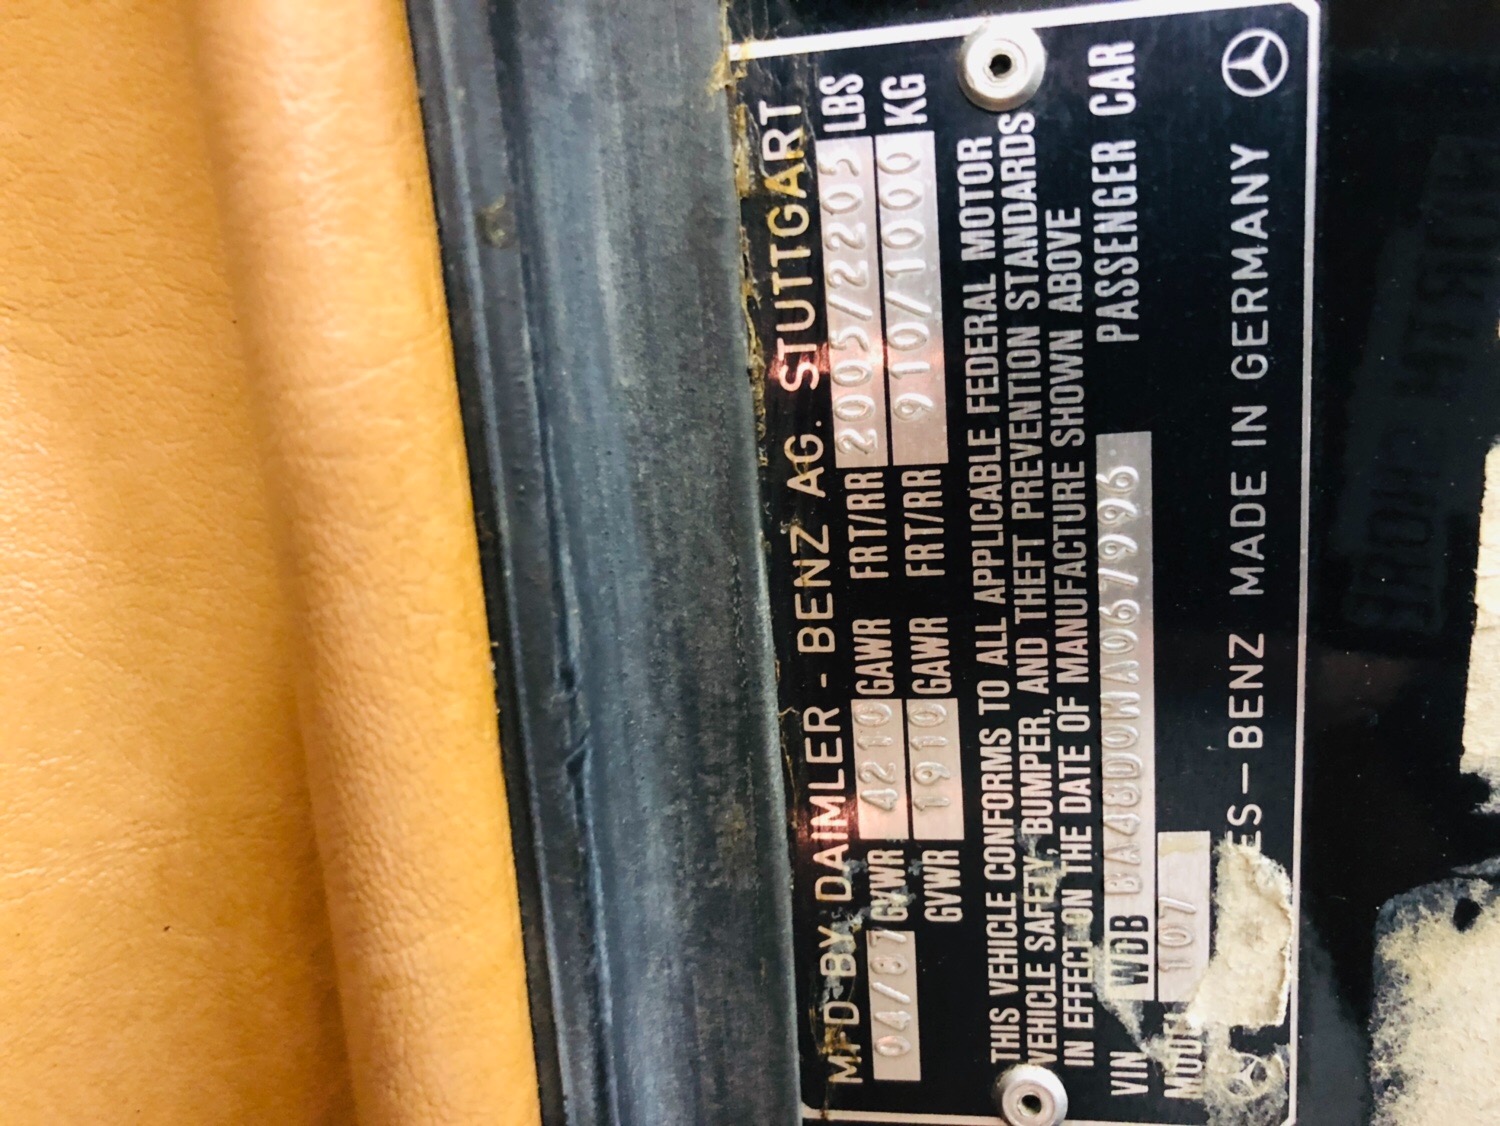 MFD BY DAIMLER - BENZ AG. STUTTGART
04/87 GVWR 4210 GAWR FRT/RR 2005/2205 LBS
GVWR 1910 GAWR FRT/RR 910/1000 KG
THIS VEHICLE CONFORMS TO ALL APPLICABLE FEDERAL MOTOR
VEHICLE SAFETY, BUMPER, AND THEFT PREVENTION STANDARDS
IN EFFECT ON THE DATE OF MANUFACTURE SHOWN ABOVE
VIN WDB BA48D0HA067996 PASSENGER CAR
MODEL 107
ES-BENZ MADE IN GERMANY